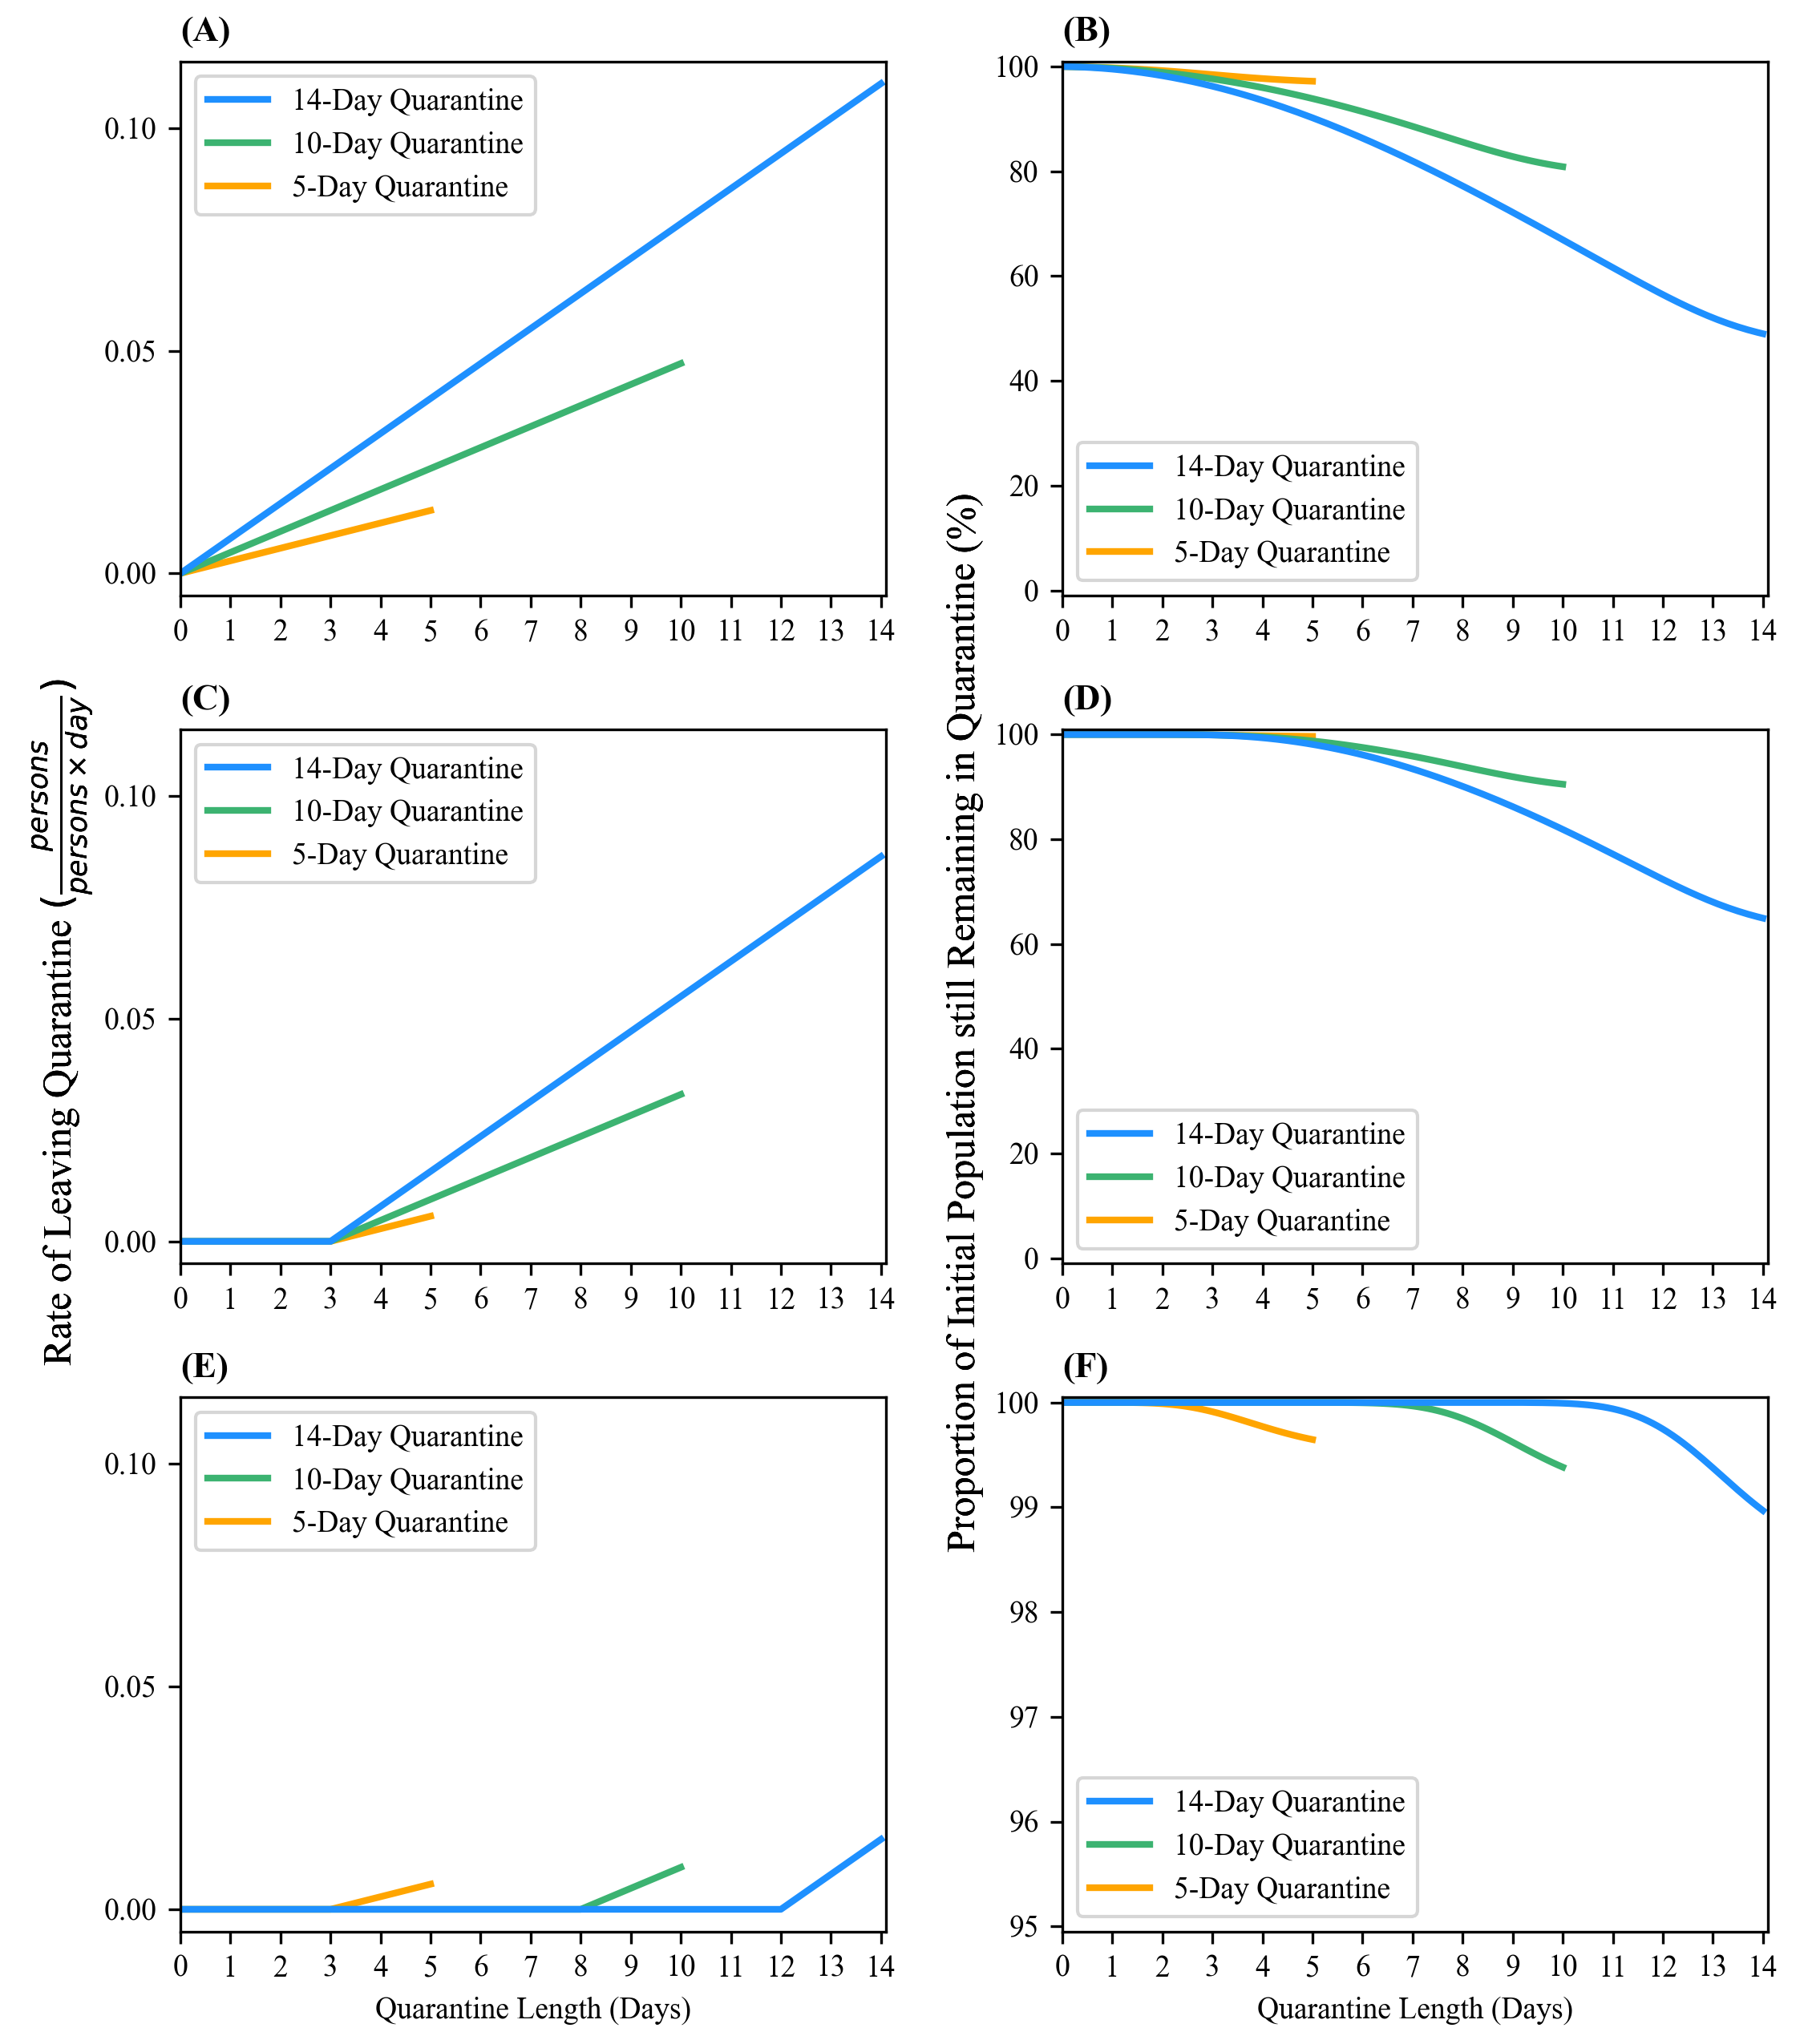 (A)
14-Day Quarantine
10-Day Quarantine
5-Day Quarantine
0.10
0.05
0.00
0 1 2 3 4 5 6 7 8 9 10 11 12 13 14
(B)
100
80
60
40
20
0
14-Day Quarantine
10-Day Quarantine
5-Day Quarantine
0 1 2 3 4 5 6 7 8 9 10 11 12 13 14
Rate of Leaving Quarantine (persons / persons × day)
(C)
14-Day Quarantine
10-Day Quarantine
5-Day Quarantine
0.10
0.05
0.00
0 1 2 3 4 5 6 7 8 9 10 11 12 13 14
Proportion of Initial Population still Remaining in Quarantine (%)
(D)
100
80
60
40
20
0
14-Day Quarantine
10-Day Quarantine
5-Day Quarantine
0 1 2 3 4 5 6 7 8 9 10 11 12 13 14
(E)
14-Day Quarantine
10-Day Quarantine
5-Day Quarantine
0.10
0.05
0.00
0 1 2 3 4 5 6 7 8 9 10 11 12 13 14
Quarantine Length (Days)
(F)
100
99
98
97
96
95
14-Day Quarantine
10-Day Quarantine
5-Day Quarantine
0 1 2 3 4 5 6 7 8 9 10 11 12 13 14
Quarantine Length (Days)